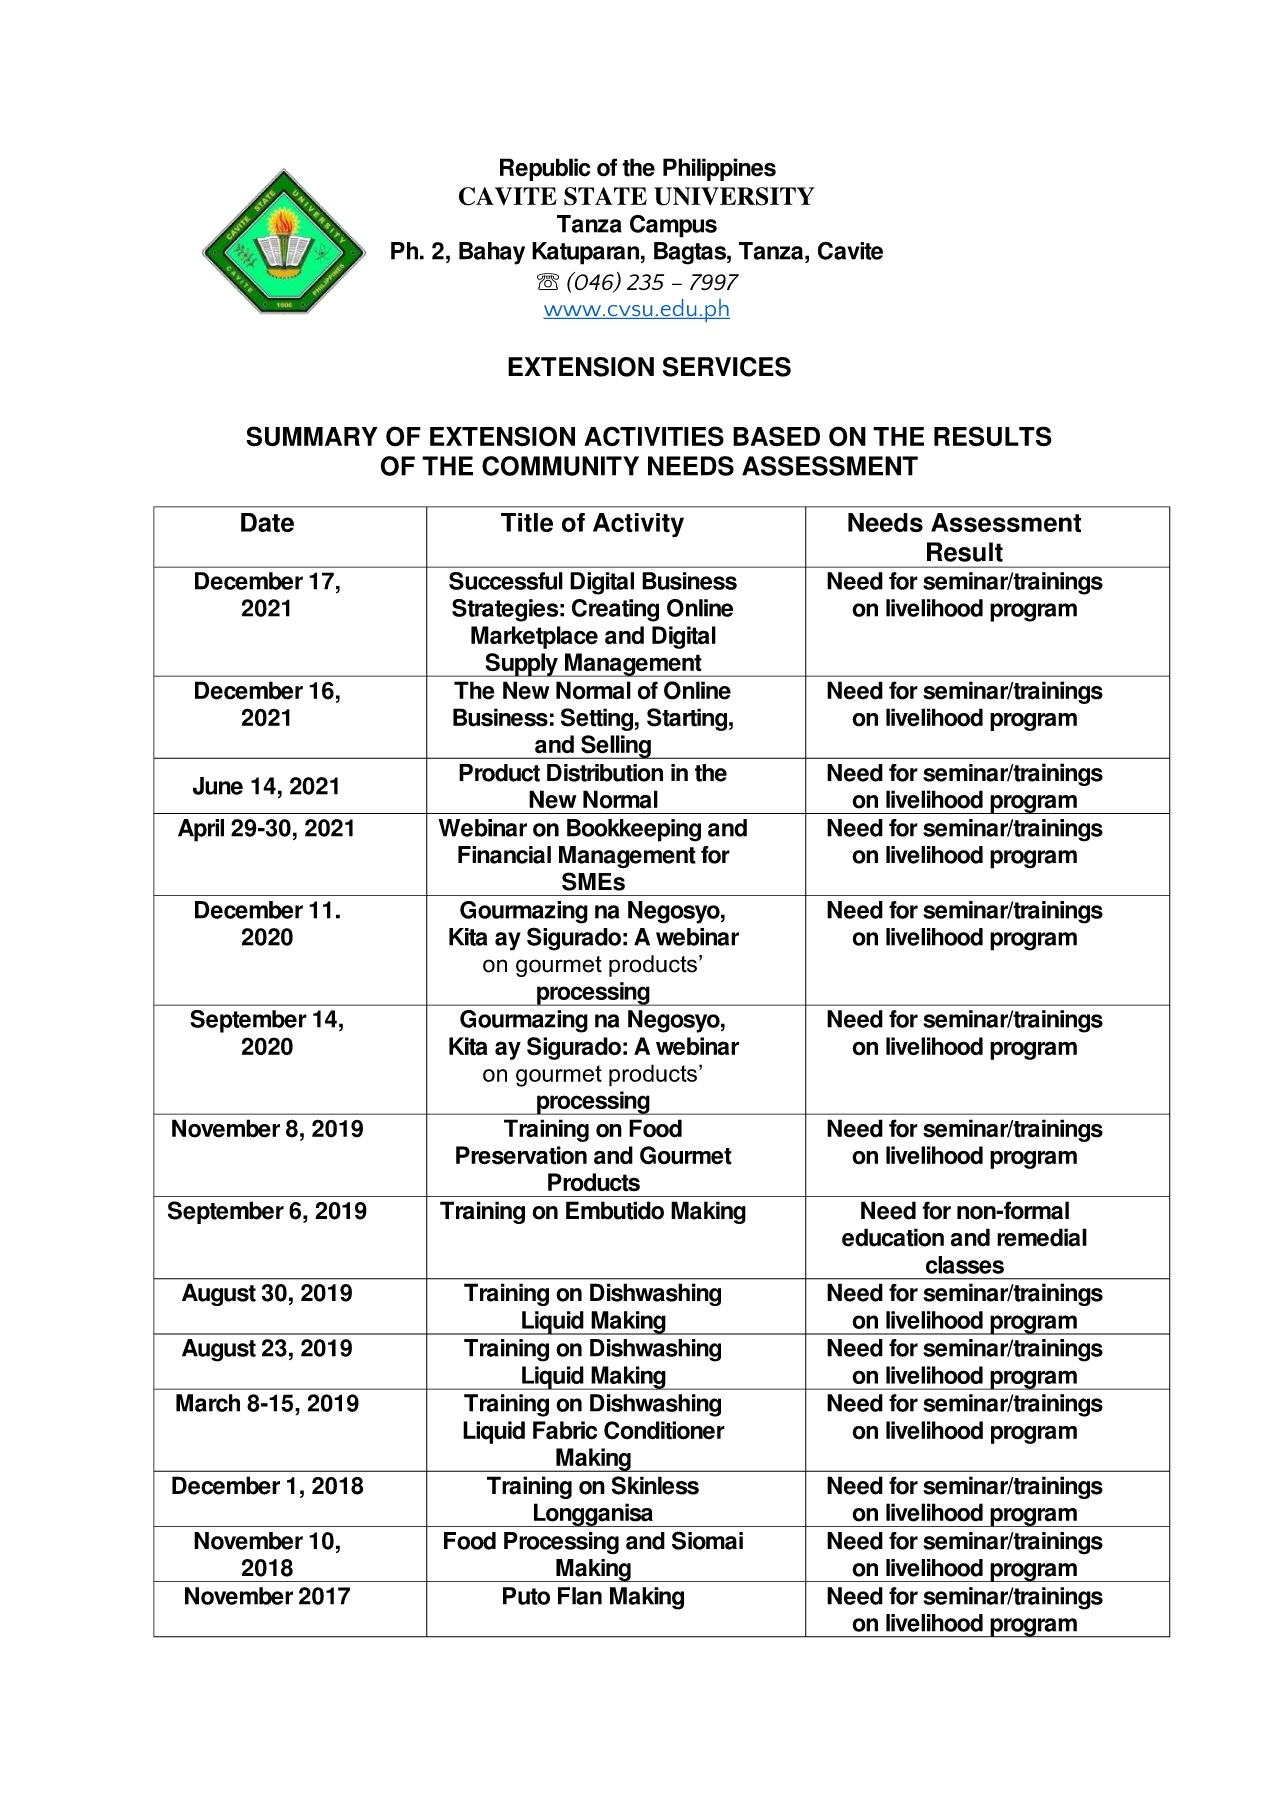 Republic of the Philippines
CAVITE STATE UNIVERSITY
Tanza Campus
Ph. 2, Bahay Katuparan, Bagtas, Tanza, Cavite
☏ (046) 235 – 7997
www.cvsu.edu.ph
CAVITE STATE UNIVERSITY
CAVITE PHILIPPINES
1906
EXTENSION SERVICES
SUMMARY OF EXTENSION ACTIVITIES BASED ON THE RESULTS
OF THE COMMUNITY NEEDS ASSESSMENT
Date Title of Activity Needs Assessment
Result
December 17, Successful Digital Business Need for seminar/trainings
2021 Strategies: Creating Online on livelihood program
Marketplace and Digital
Supply Management
December 16, The New Normal of Online Need for seminar/trainings
2021 Business: Setting, Starting, on livelihood program
and Selling
June 14, 2021 Product Distribution in the Need for seminar/trainings
New Normal on livelihood program
April 29-30, 2021 Webinar on Bookkeeping and Need for seminar/trainings
Financial Management for on livelihood program
SMEs
December 11. Gourmazing na Negosyo, Need for seminar/trainings
2020 Kita ay Sigurado: A webinar on livelihood program
on gourmet products’
processing
September 14, Gourmazing na Negosyo, Need for seminar/trainings
2020 Kita ay Sigurado: A webinar on livelihood program
on gourmet products’
processing
November 8, 2019 Training on Food Need for seminar/trainings
Preservation and Gourmet on livelihood program
Products
September 6, 2019 Training on Embutido Making Need for non-formal
education and remedial
classes
August 30, 2019 Training on Dishwashing Need for seminar/trainings
Liquid Making on livelihood program
August 23, 2019 Training on Dishwashing Need for seminar/trainings
Liquid Making on livelihood program
March 8-15, 2019 Training on Dishwashing Need for seminar/trainings
Liquid Fabric Conditioner on livelihood program
Making
December 1, 2018 Training on Skinless Need for seminar/trainings
Longganisa on livelihood program
November 10, Food Processing and Siomai Need for seminar/trainings
2018 Making on livelihood program
November 2017 Puto Flan Making Need for seminar/trainings
on livelihood program